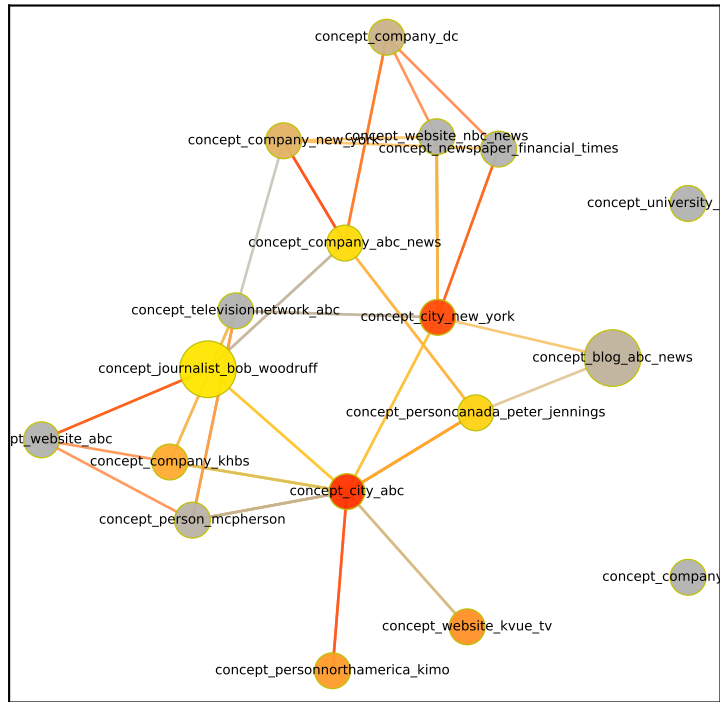 concept_company_dc
concept_website_nbc_news
concept_company_new_york
concept_newspaper_financial_times
concept_university_
concept_company_abc_news
concept_televisionnetwork_abc
concept_city_new_york
concept_blog_abc_news
concept_journalist_bob_woodruff
concept_personcanada_peter_jennings
pt_website_abc
concept_company_khbs
concept_city_abc
concept_person_mcpherson
concept_company
concept_website_kvue_tv
concept_personnorthamerica_kimo